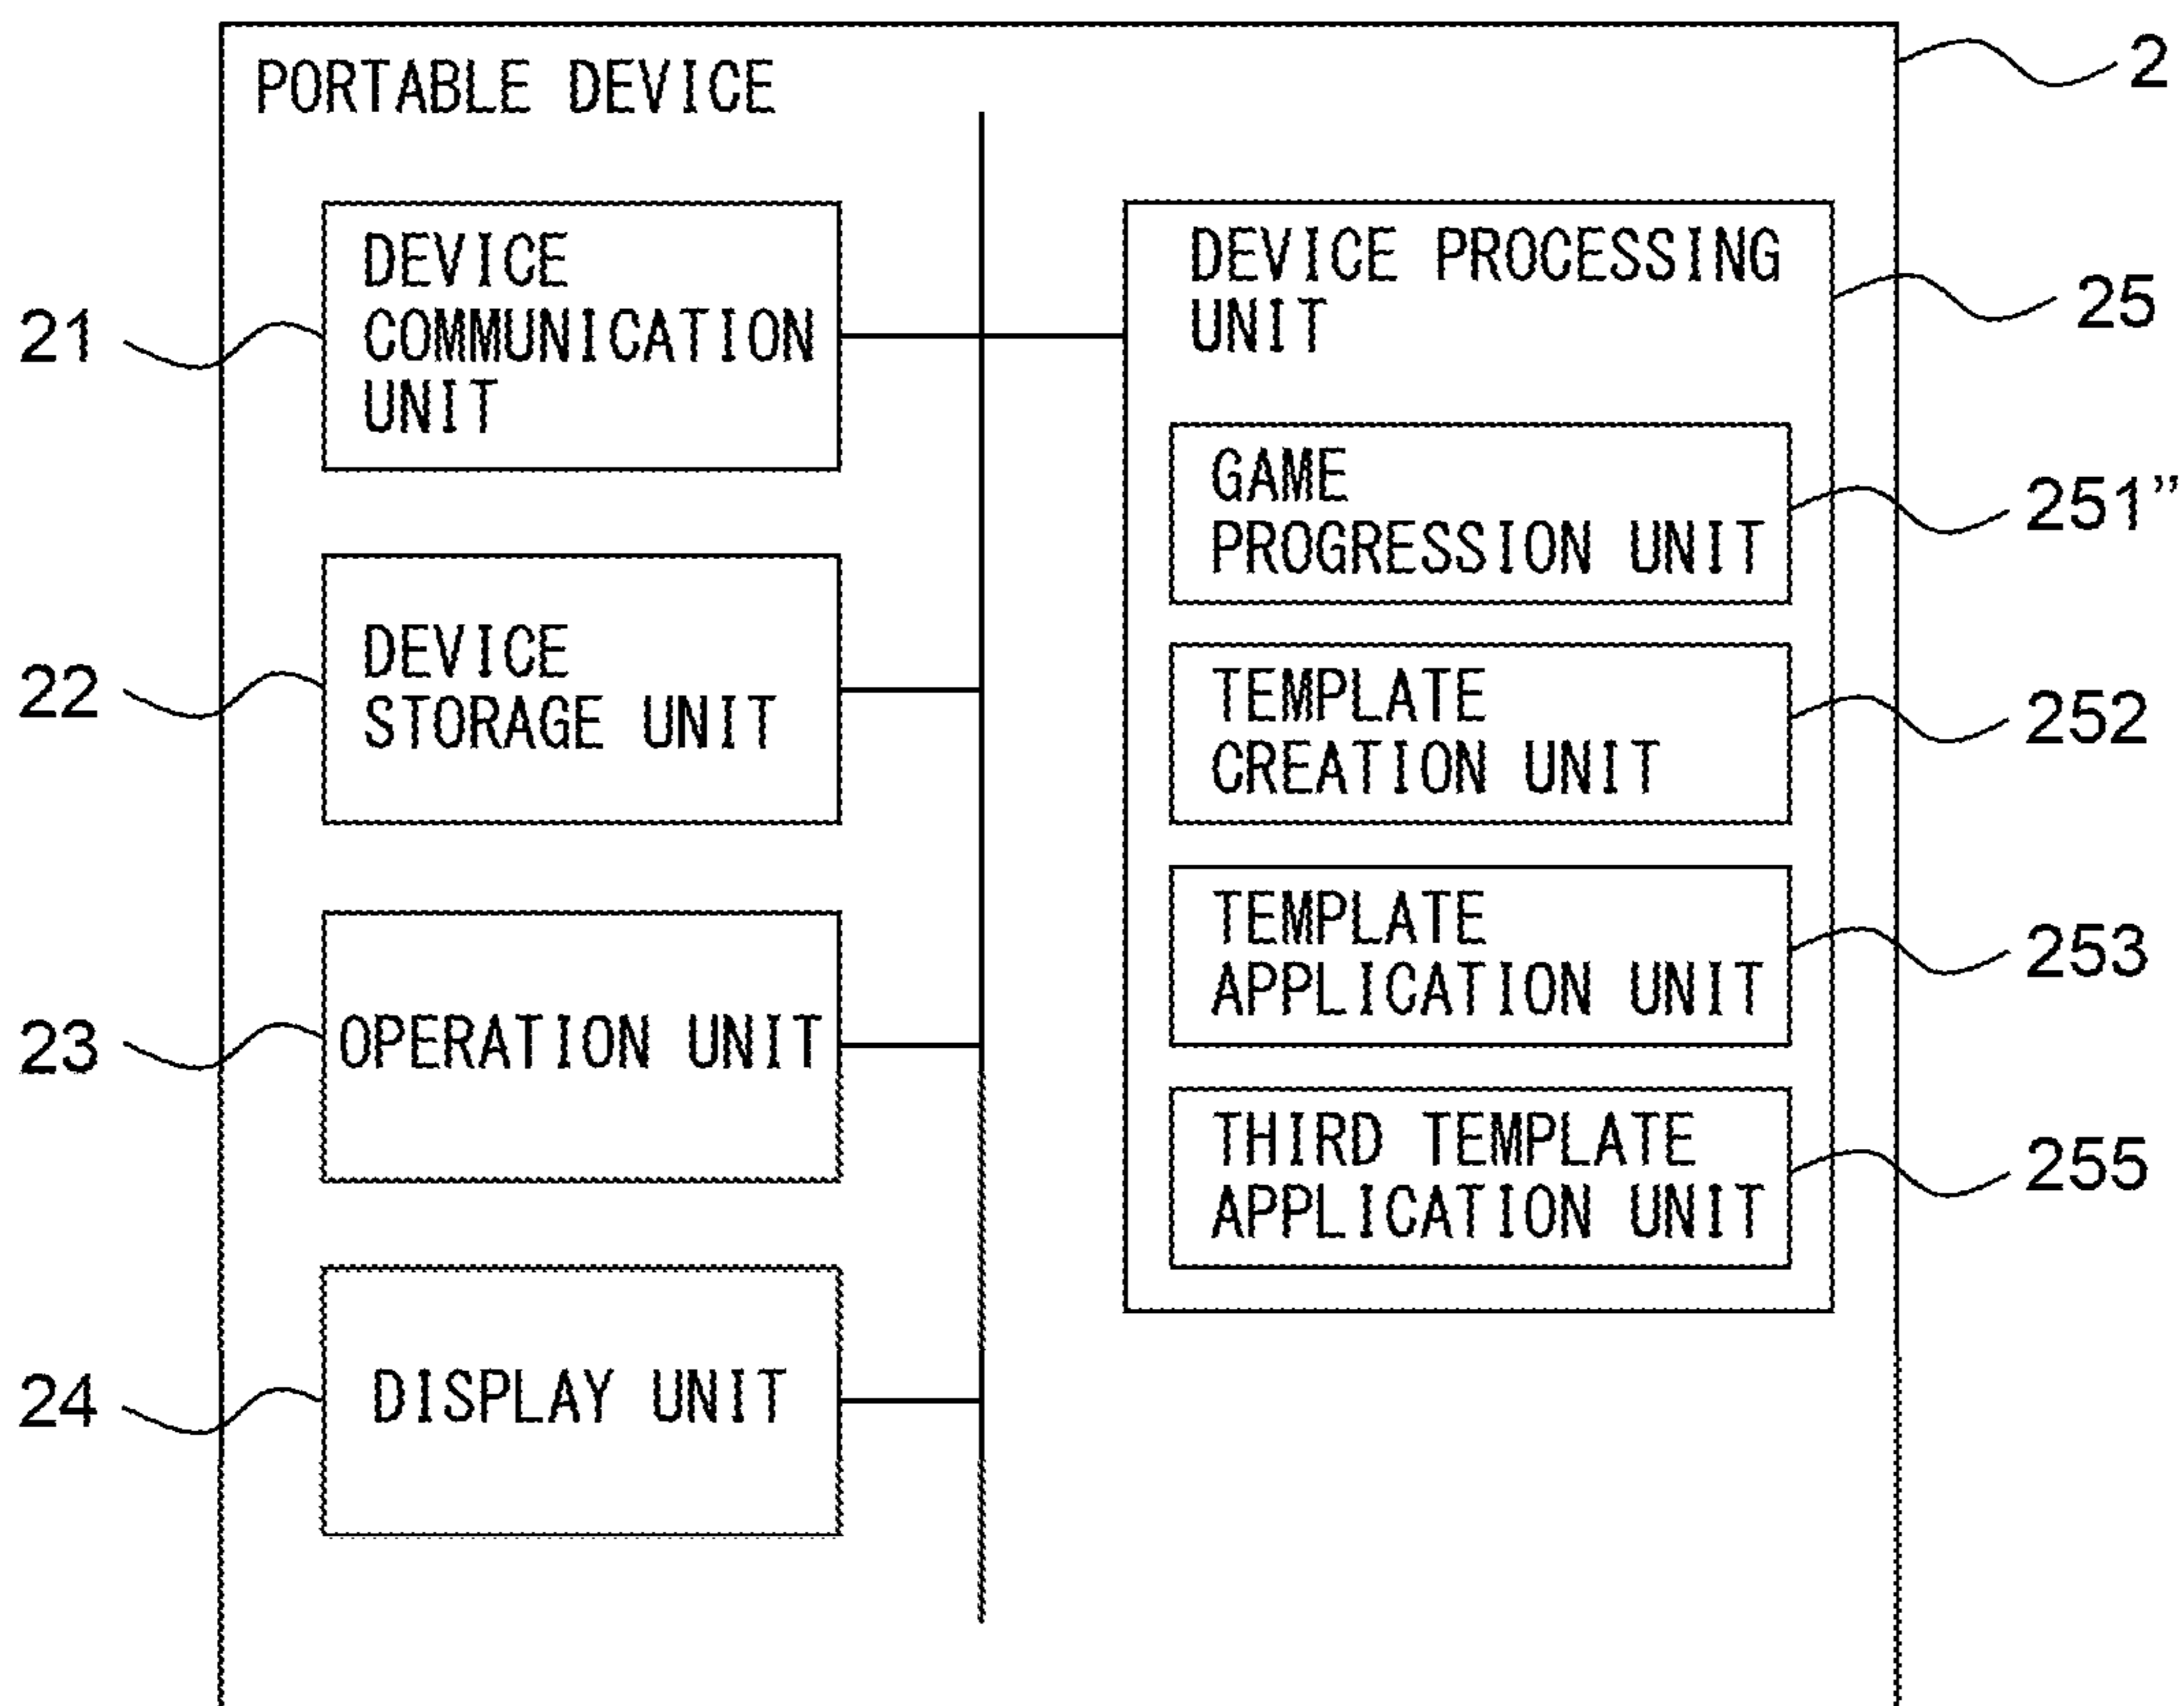 PORTABLE DEVICE
2
21
DEVICE
COMMUNICATION
UNIT
22
DEVICE
STORAGE UNIT
23
OPERATION UNIT
24
DISPLAY UNIT
DEVICE PROCESSING
UNIT
25
GAME
PROGRESSION UNIT
251”
TEMPLATE
CREATION UNIT
252
TEMPLATE
APPLICATION UNIT
253
THIRD TEMPLATE
APPLICATION UNIT
255